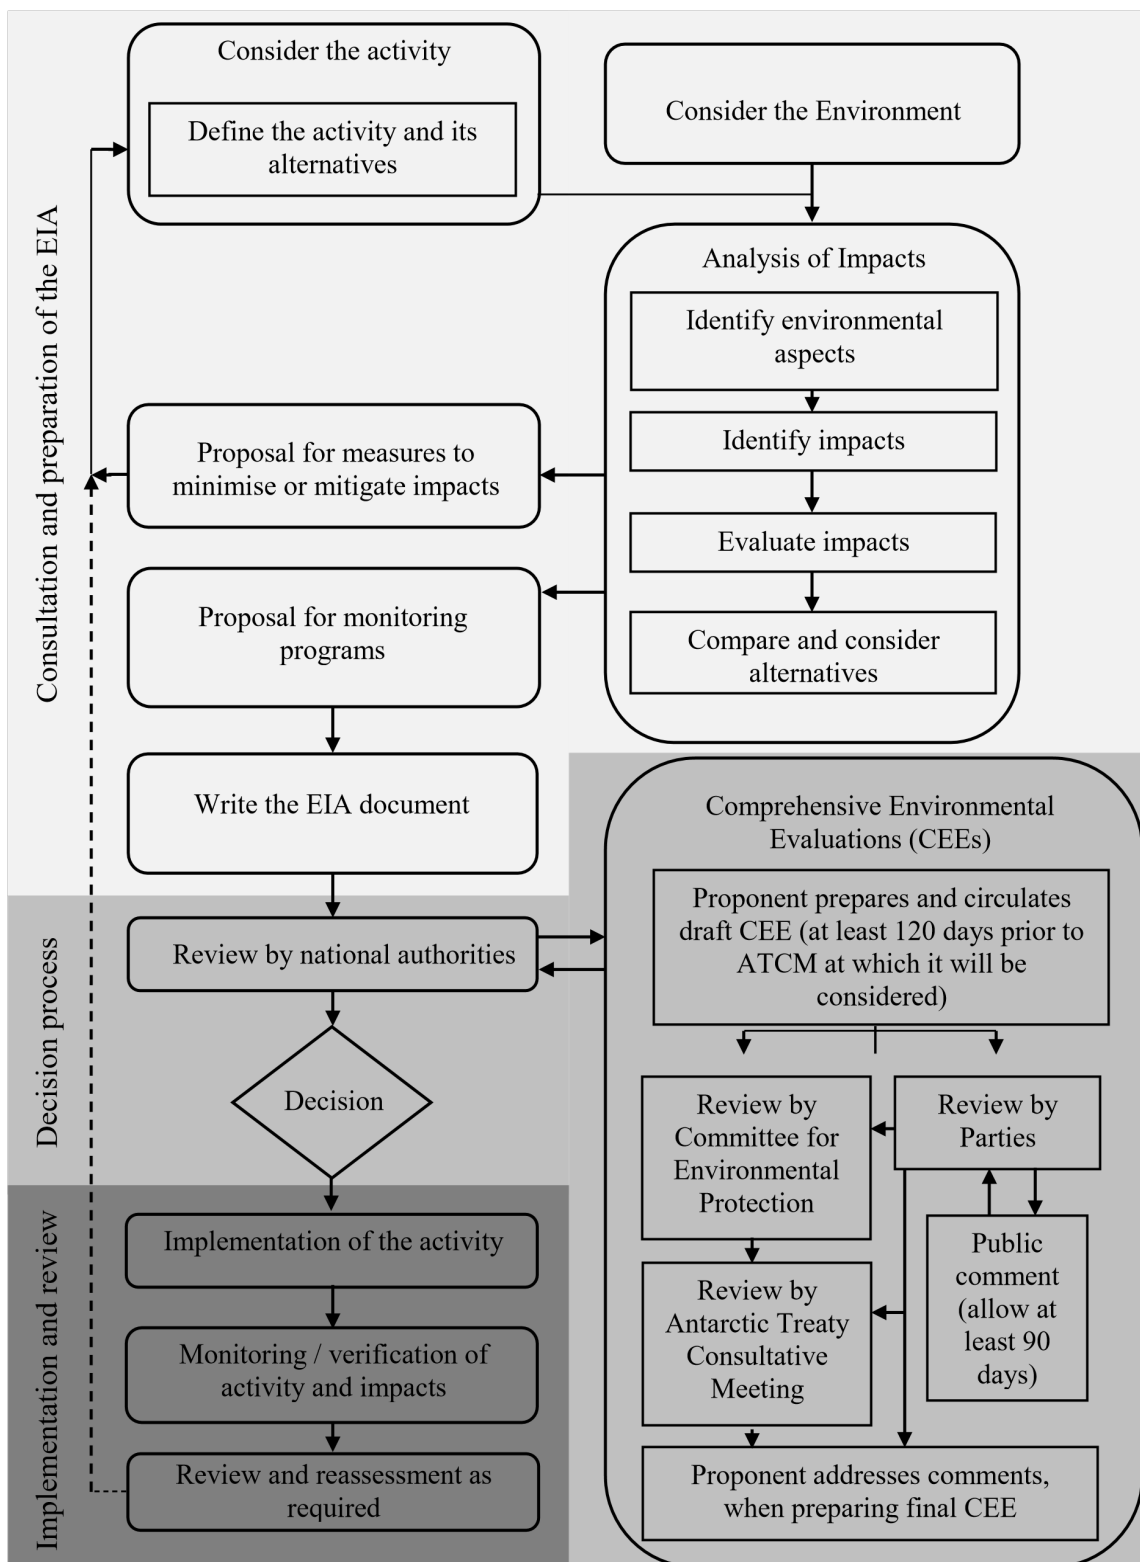 Consider the activity
Define the activity and its
alternatives
Consider the Environment
Analysis of Impacts
Identify environmental
aspects
Identify impacts
Evaluate impacts
Compare and consider
alternatives
Proposal for measures to
minimise or mitigate impacts
Proposal for monitoring
programs
Write the EIA document
Consultation and preparation of the EIA
Review by national authorities
Decision
Decision process
Comprehensive Environmental
Evaluations (CEEs)
Proponent prepares and circulates
draft CEE (at least 120 days prior to
ATCM at which it will be
considered)
Review by
Committee for
Environmental
Protection
Review by
Parties
Public
comment
(allow at
least 90
days)
Review by
Antarctic Treaty
Consultative
Meeting
Proponent addresses comments,
when preparing final CEE
Implementation of the activity
Monitoring / verification of
activity and impacts
Review and reassessment as
required
Implementation and review